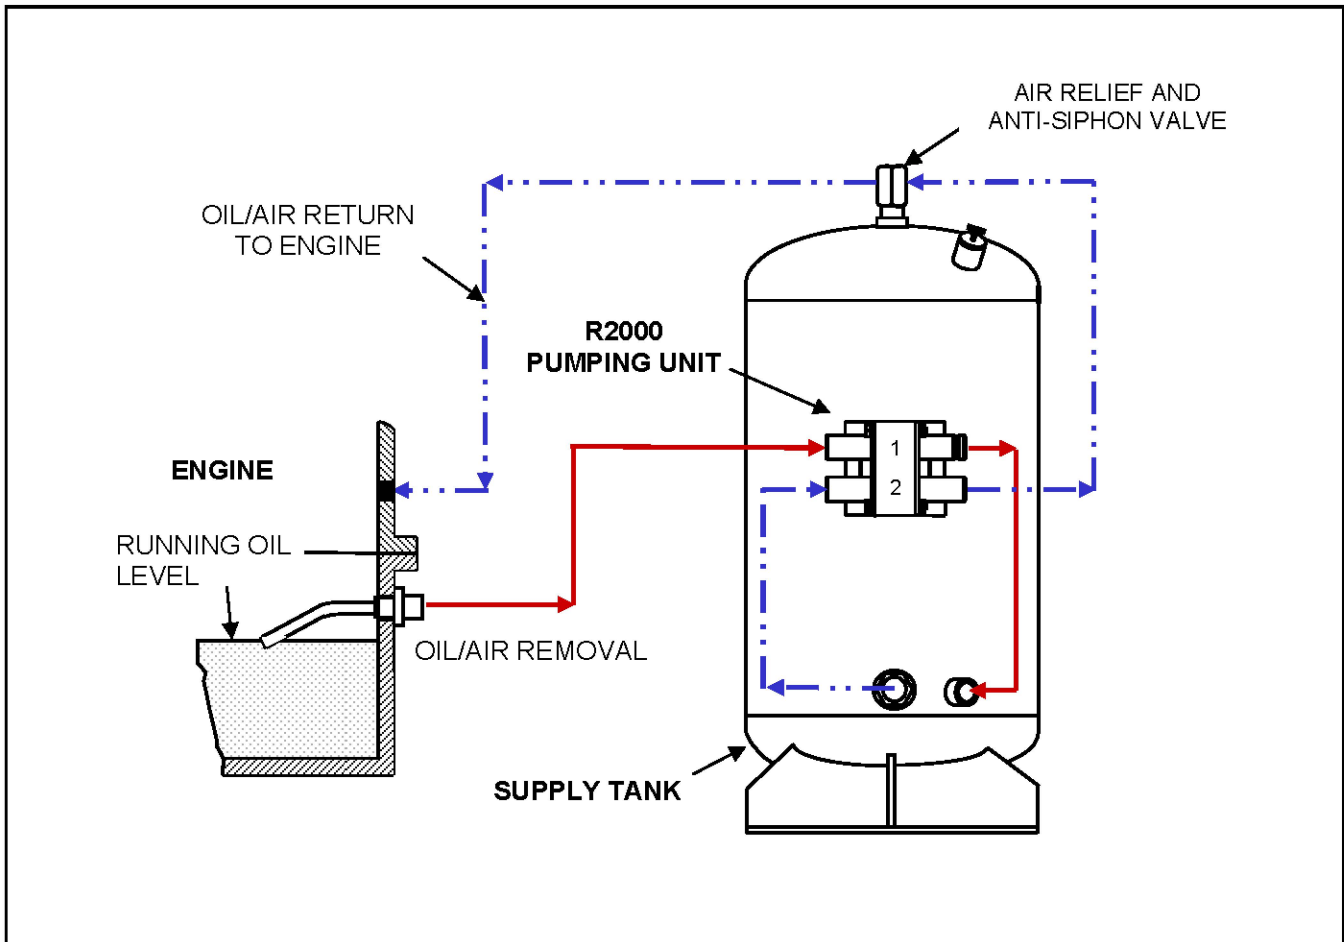 AIR RELIEF AND
ANTI-SIPHON VALVE
OIL/AIR RETURN
TO ENGINE
R2000
PUMPING UNIT
1
2
ENGINE
RUNNING OIL
LEVEL
OIL/AIR REMOVAL
SUPPLY TANK